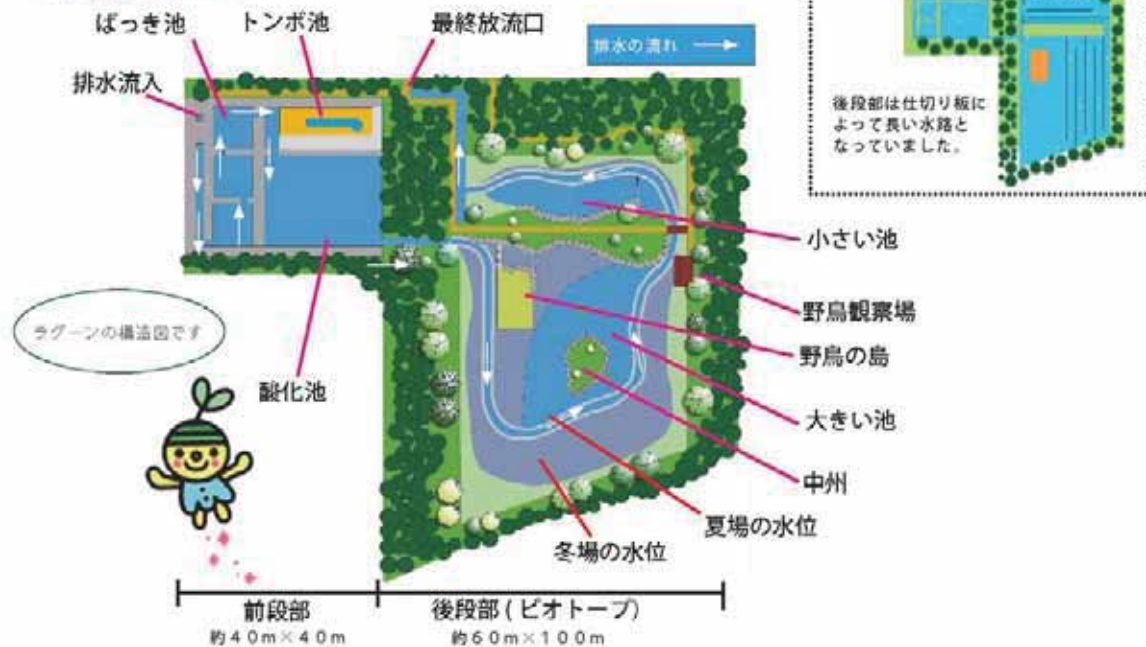 ばっき池
トンボ池
最終放流口
排水の流れ
排水流入
後段部は仕切り板に
よって長い水路と
なっていました。
小さい池
野鳥観察場
ラグーンの構造図です
野鳥の島
酸化池
大きい池
中州
夏場の水位
冬場の水位
前段部
約40m×40m
後段部(ビオトープ)
約60m×100m